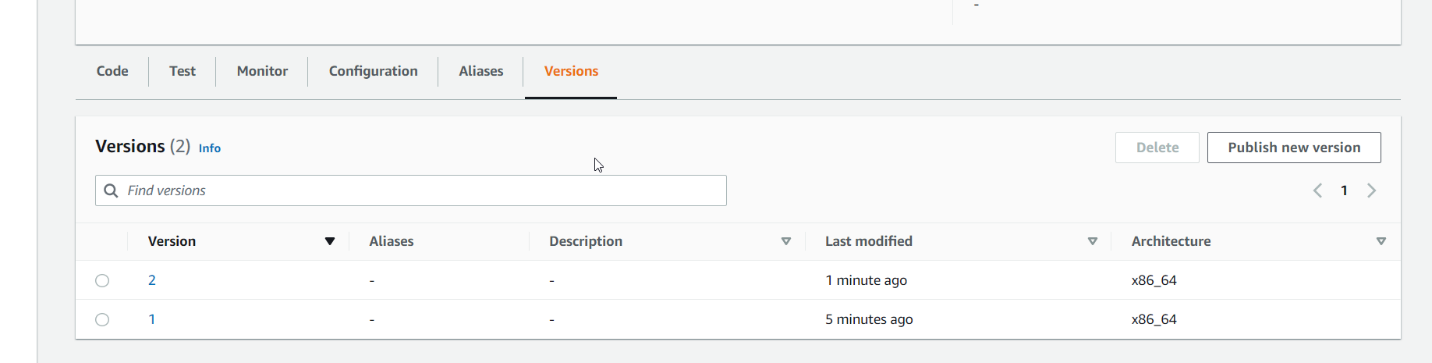 -
Code Test Monitor Configuration Aliases Versions
Versions (2) Info
Delete Publish new version
Find versions
1
Version Aliases Description Last modified Architecture
2 - - 1 minute ago x86_64
1 - - 5 minutes ago x86_64